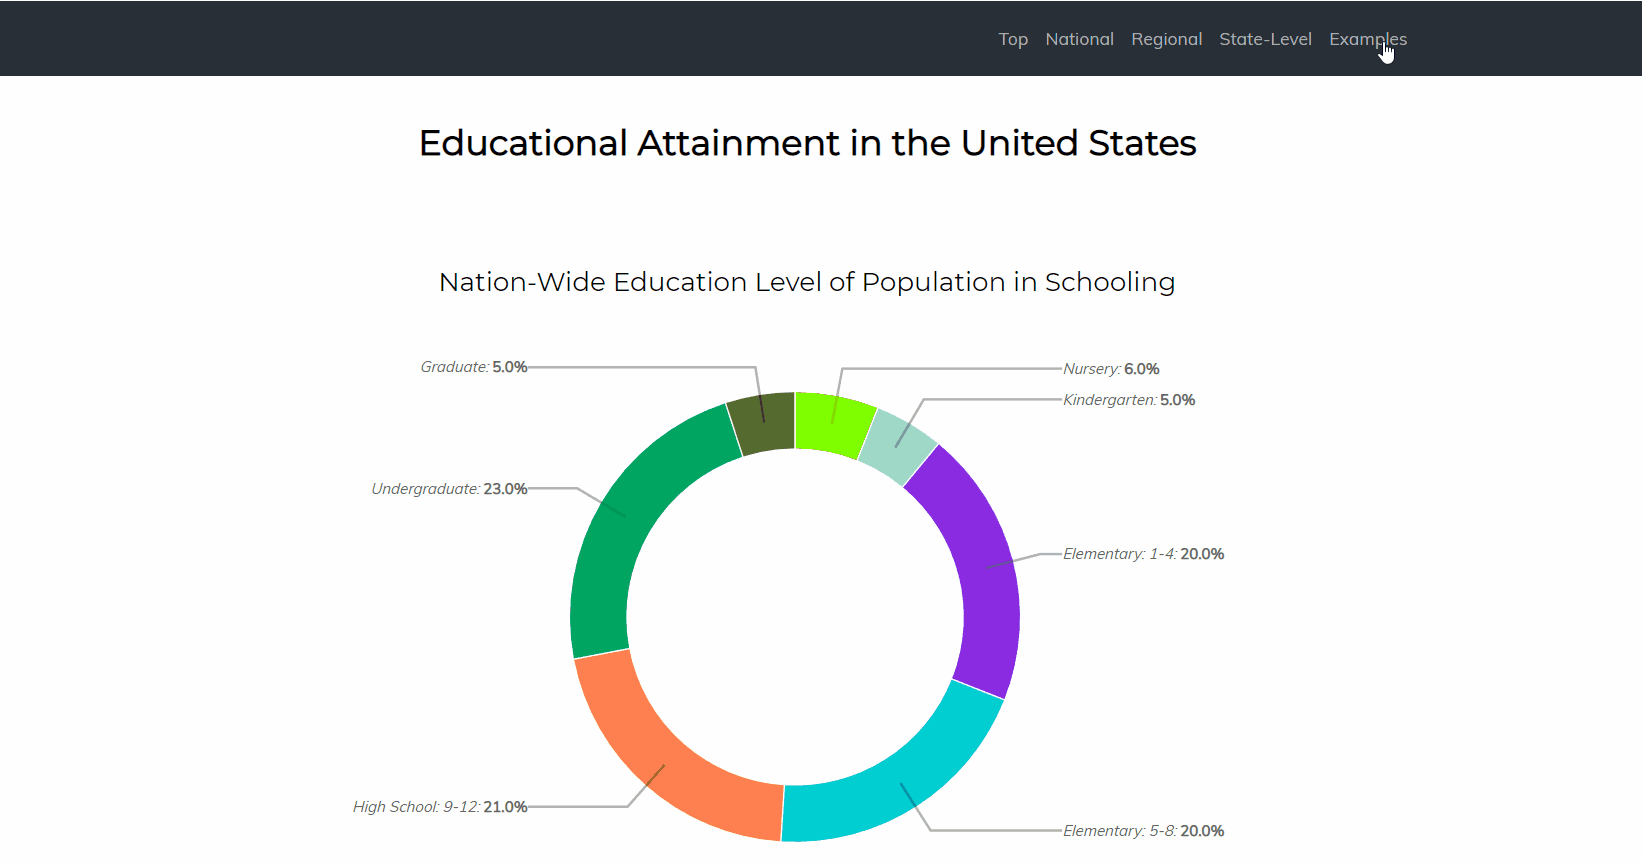 Top National Regional State-Level Examples
Educational Attainment in the United States
Nation-Wide Education Level of Population in Schooling
Graduate: 5.0%
Nursery: 6.0%
Kindergarten: 5.0%
Undergraduate: 23.0%
Elementary: 1-4: 20.0%
High School: 9-12: 21.0%
Elementary: 5-8: 20.0%